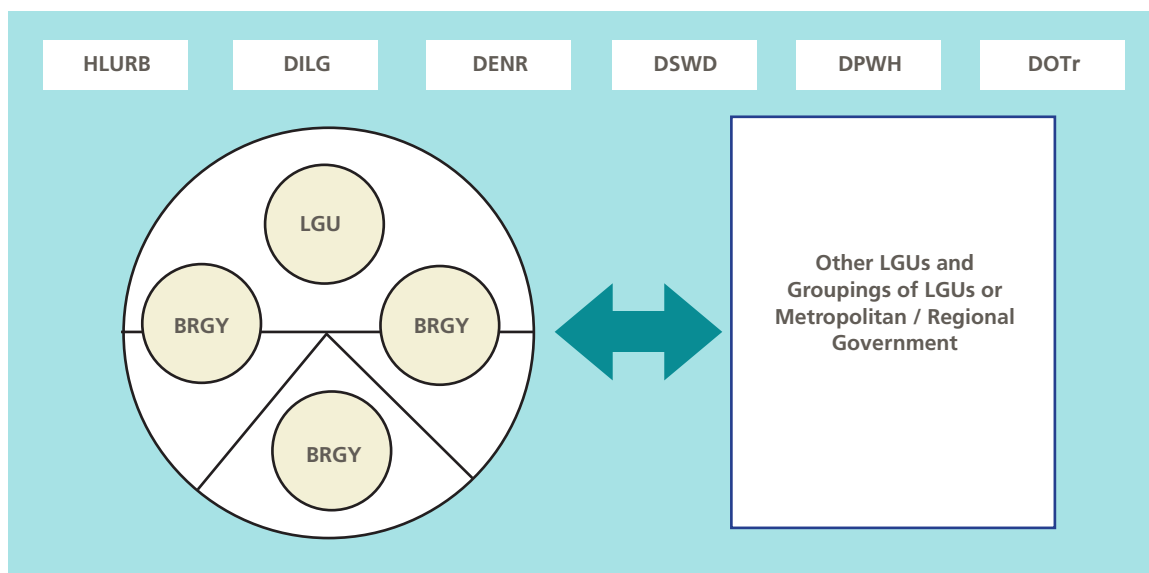 HLURB DILG DENR DSWD DPWH DOTr
LGU
BRGY
BRGY
BRGY
Other LGUs and
Groupings of LGUs or
Metropolitan / Regional
Government